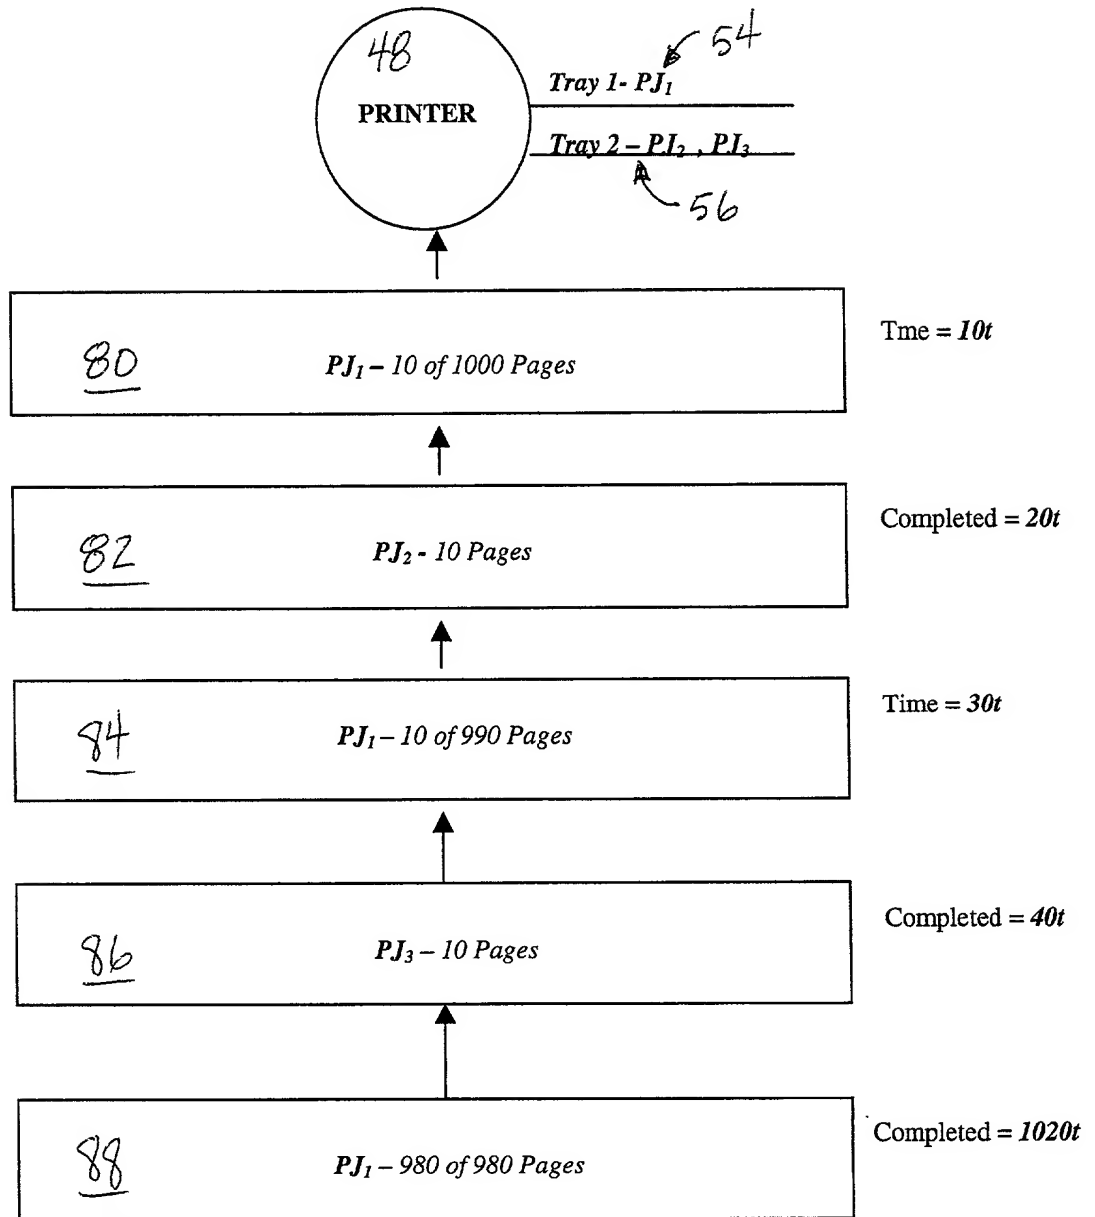 48
54
PRINTER
Tray 1- PJ1
Tray 2 – PJ2 , PJ3
56
80
PJ1 – 10 of 1000 Pages
Tme = 10t
82
PJ2 - 10 Pages
Completed = 20t
84
PJ1 – 10 of 990 Pages
Time = 30t
86
PJ3 – 10 Pages
Completed = 40t
88
PJ1 – 980 of 980 Pages
Completed = 1020t